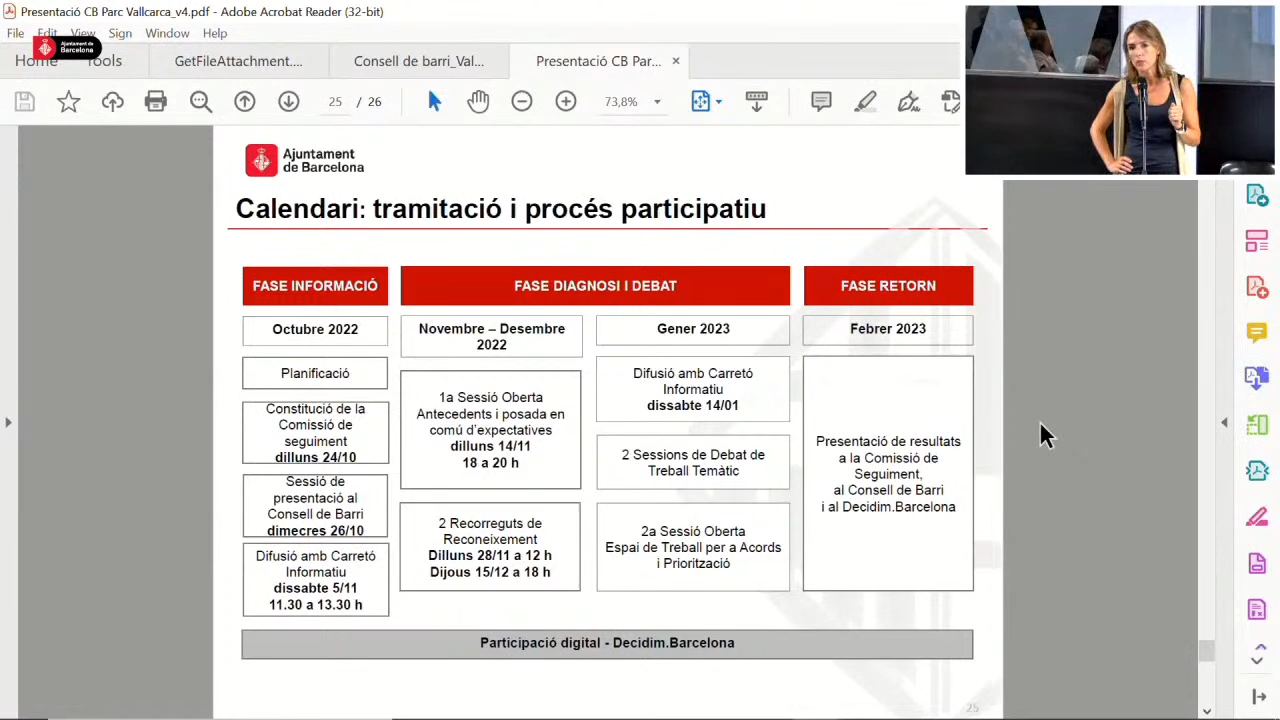 Presentació CB Parc Vallcarca_v4.pdf - Adobe Acrobat Reader (32-bit)
File Edit View Sign Window Help
Ajuntament de
Barcelona
Home Tools GetFileAttachment.... Consell de barri_Val... Presentació CB Par... ×
25 / 26 73,8%
Ajuntament
de Barcelona
Calendari: tramitació i procés participatiu
FASE INFORMACIÓ
Octubre 2022
Planificació
Constitució de la
Comissió de
seguiment
dilluns 24/10
Sessió de
presentació al
Consell de Barri
dimecres 26/10
Difusió amb Carretó
Informatiu
dissabte 5/11
11.30 a 13.30 h
FASE DIAGNOSI I DEBAT
Novembre – Desembre
2022
1a Sessió Oberta
Antecedents i posada en
comú d'expectatives
dilluns 14/11
18 a 20 h
2 Recorreguts de
Reconeixement
Dilluns 28/11 a 12 h
Dijous 15/12 a 18 h
Gener 2023
Difusió amb Carretó
Informatiu
dissabte 14/01
2 Sessions de Debat de
Treball Temàtic
2a Sessió Oberta
Espai de Treball per a Acords
i Priorització
FASE RETORN
Febrer 2023
Presentació de resultats
a la Comissió de
Seguiment,
al Consell de Barri
i al Decidim.Barcelona
Participació digital - Decidim.Barcelona
25